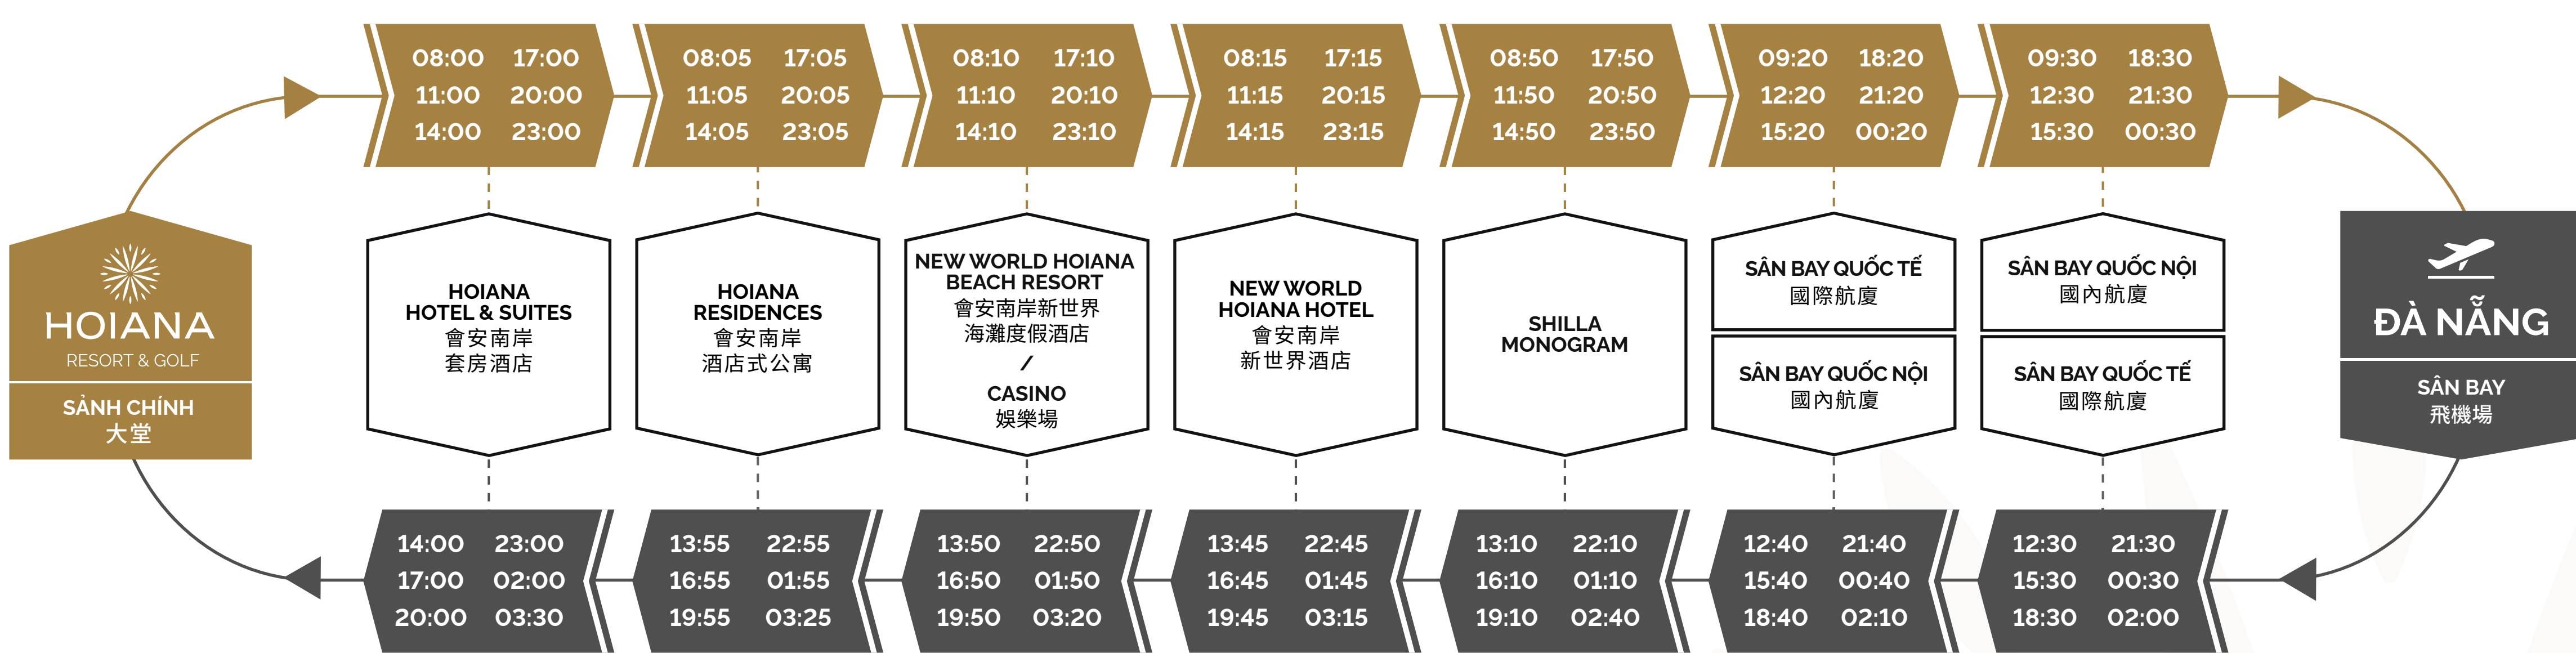 08:00 17:00
11:00 20:00
14:00 23:00
08:05 17:05
11:05 20:05
14:05 23:05
08:10 17:10
11:10 20:10
14:10 23:10
08:15 17:15
11:15 20:15
14:15 23:15
08:50 17:50
11:50 20:50
14:50 23:50
09:20 18:20
12:20 21:20
15:20 00:20
09:30 18:30
12:30 21:30
15:30 00:30
HOIANA
RESORT & GOLF
SẢNH CHÍNH
大堂
HOIANA
HOTEL & SUITES
會安南岸
套房酒店
HOIANA
RESIDENCES
會安南岸
酒店式公寓
NEW WORLD HOIANA
BEACH RESORT
會安南岸新世界
海灘度假酒店
/
CASINO
娛樂場
NEW WORLD
HOIANA HOTEL
會安南岸
新世界酒店
SHILLA
MONOGRAM
SÂN BAY QUỐC TẾ
國際航廈
SÂN BAY QUỐC NỘI
國內航廈
SÂN BAY QUỐC NỘI
國內航廈
SÂN BAY QUỐC TẾ
國際航廈
ĐÀ NẴNG
SÂN BAY
飛機場
14:00 23:00
17:00 02:00
20:00 03:30
13:55 22:55
16:55 01:55
19:55 03:25
13:50 22:50
16:50 01:50
19:50 03:20
13:45 22:45
16:45 01:45
19:45 03:15
13:10 22:10
16:10 01:10
19:10 02:40
12:40 21:40
15:40 00:40
18:40 02:10
12:30 21:30
15:30 00:30
18:30 02:00